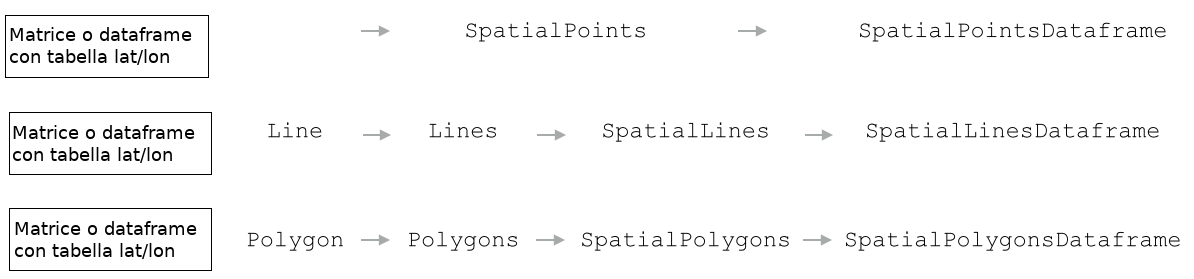 Matrice o dataframe
con tabella lat/lon
SpatialPoints
SpatialPointsDataframe
Matrice o dataframe
con tabella lat/lon
Line
Lines
SpatialLines
SpatialLinesDataframe
Matrice o dataframe
con tabella lat/lon
Polygon
Polygons
SpatialPolygons
SpatialPolygonsDataframe